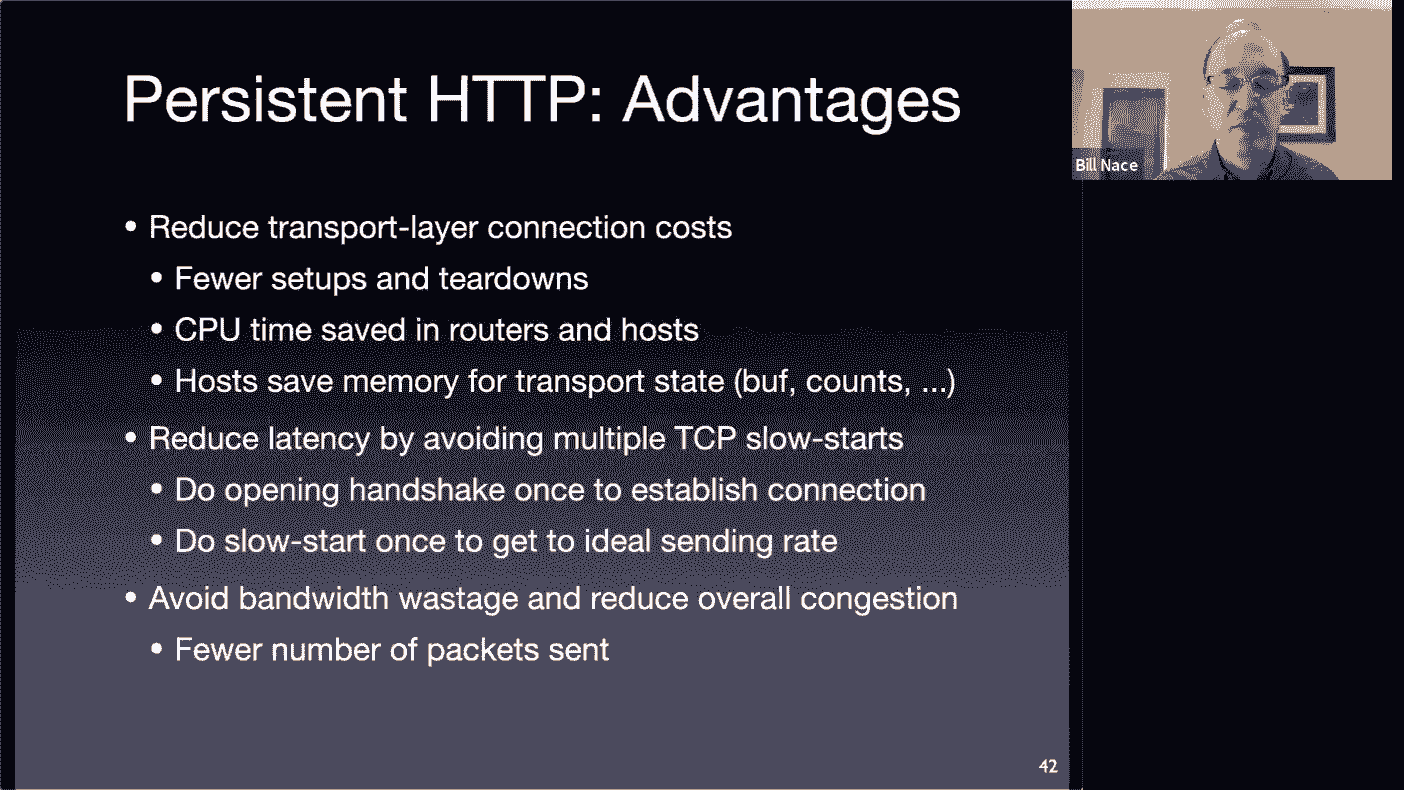 Persistent HTTP: Advantages
Bill Nace
• Reduce transport-layer connection costs
• Fewer setups and teardowns
• CPU time saved in routers and hosts
• Hosts save memory for transport state (buf, counts, ...)
• Reduce latency by avoiding multiple TCP slow-starts
• Do opening handshake once to establish connection
• Do slow-start once to get to ideal sending rate
• Avoid bandwidth wastage and reduce overall congestion
• Fewer number of packets sent
42